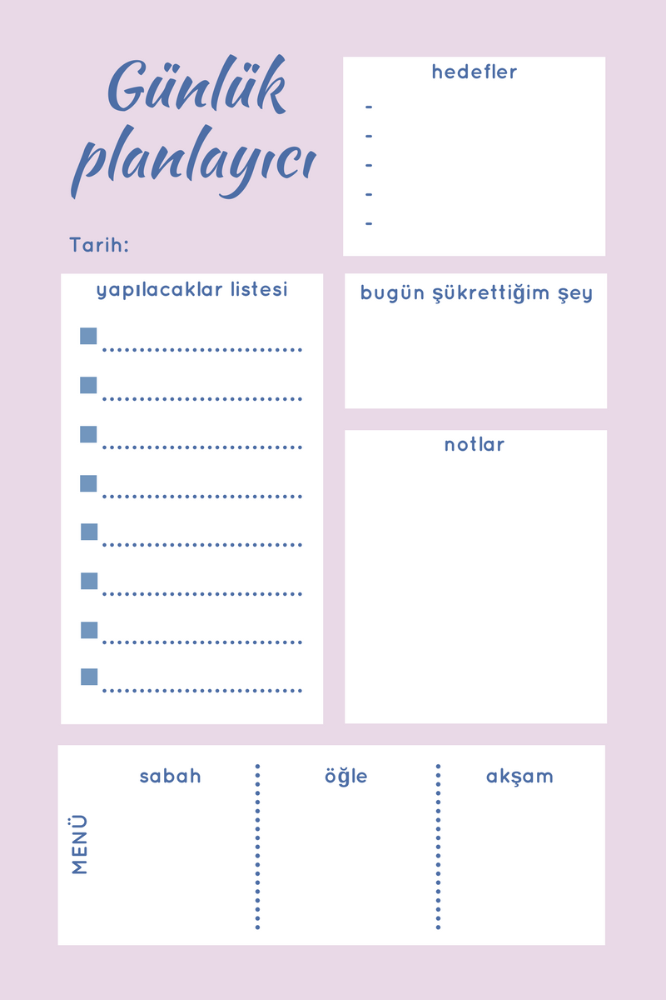 Günlük
planlayıcı
Tarih:
hedefler
-
-
-
-
-
yapılacaklar listesi
bugün şükrettiğim şey
notlar
MENÜ
sabah
öğle
akşam